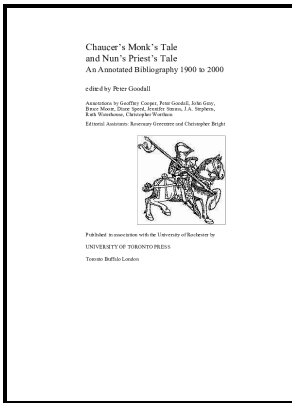 Chaucer's Monk's Tale
and Nun's Priest's Tale
An Annotated Bibliography 1900 to 2000
edited by Peter Goodall
Annotations by Geoffrey Cooper, Peter Goodall, John Gray,
Bruce Moore, Diane Speed, Jennifer Strauss, J.A. Stephens,
Ruth Waterhouse, Christopher Wortham
Editorial Assistants: Rosemary Greentree and Christopher Bright
Published in association with the University of Rochester by
UNIVERSITY OF TORONTO PRESS
Toronto Buffalo London